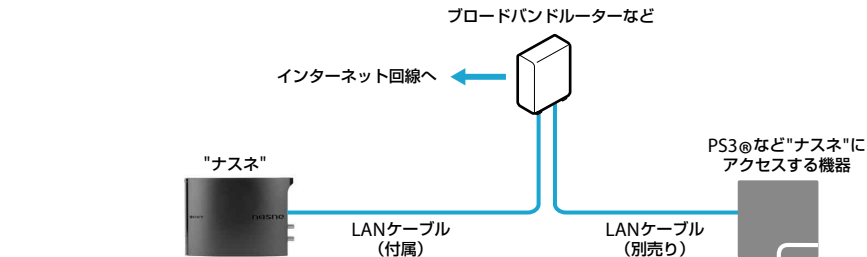 ブロードバンドルーターなど
インターネット回線へ
PS3®など"ナスネ"に
アクセスする機器
"ナスネ"
SONY
nasne
LANケーブル
（付属）
LANケーブル
（別売り）